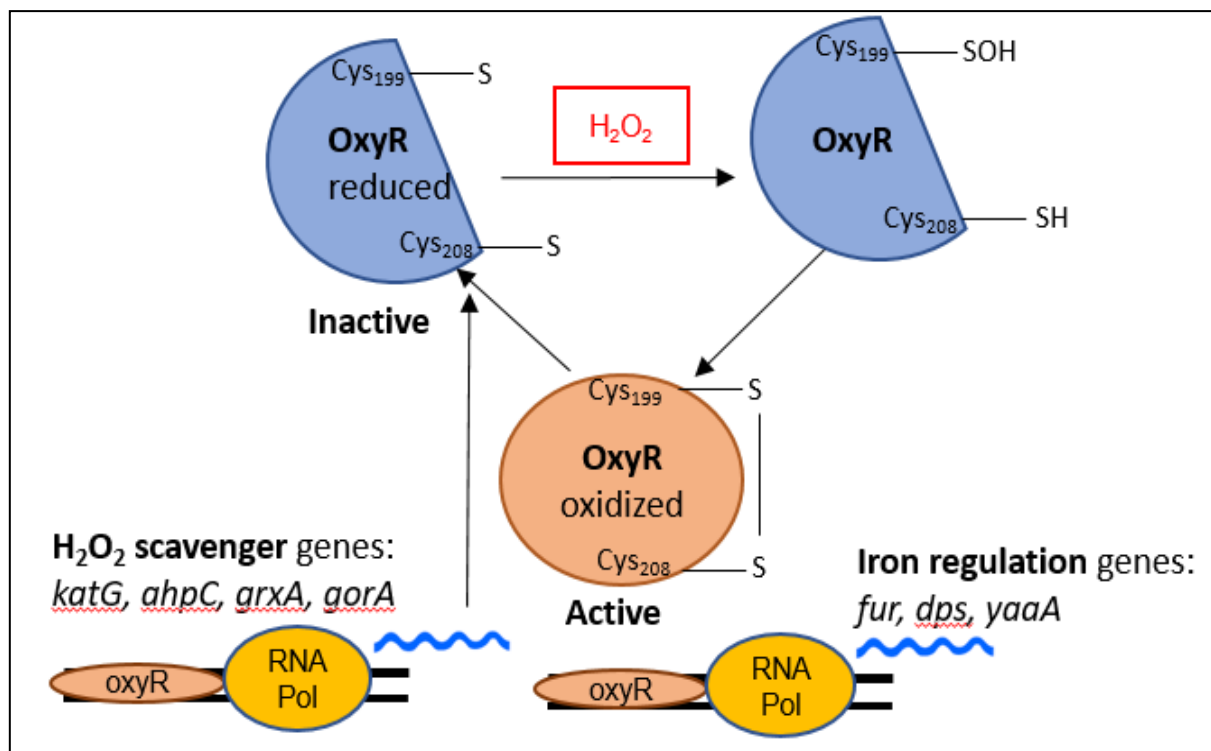 Cys₁₉₉ S
OxyR
reduced
Cys₂₀₈ S
Inactive
H₂O₂
Cys₁₉₉ SOH
OxyR
Cys₂₀₈ SH
Cys₁₉₉ S
OxyR
oxidized
Cys₂₀₈ S
Active
H₂O₂ scavenger genes:
katG, ahpC, grxA, gorA
oxyR
RNA
Pol
Iron regulation genes:
fur, dps, yaaA
oxyR
RNA
Pol